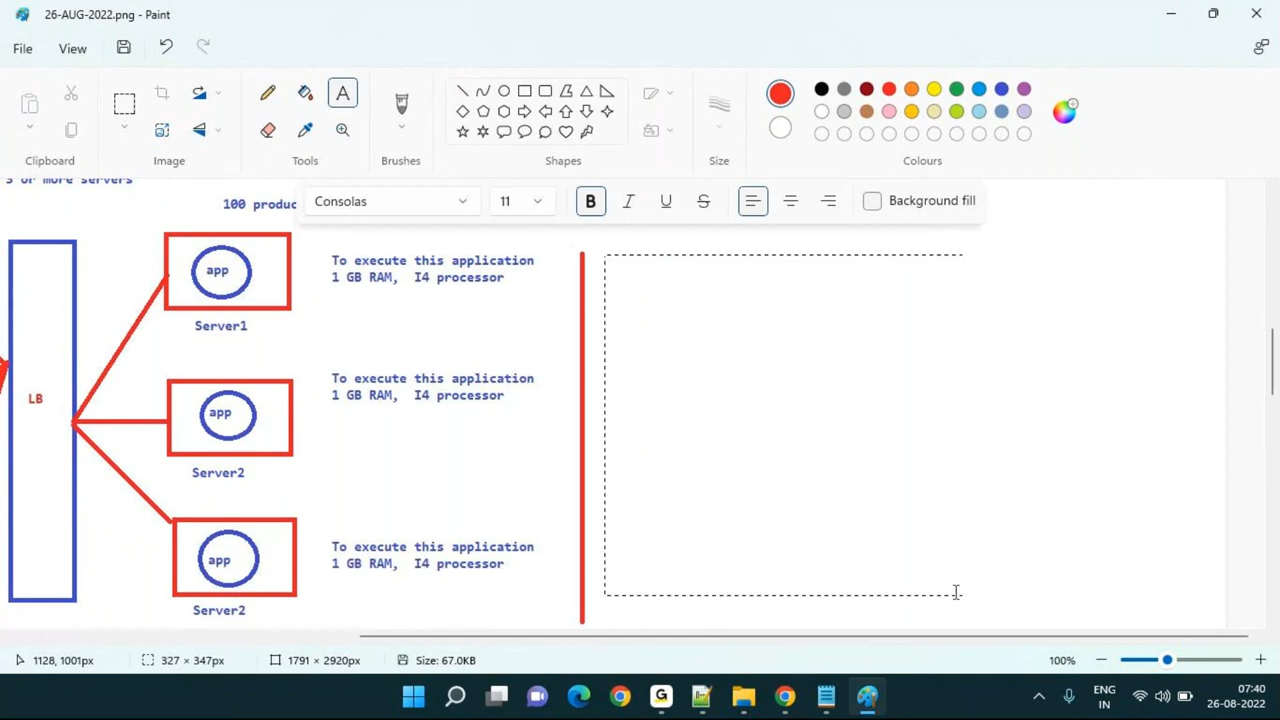 26-AUG-2022.png - Paint
File
View
Clipboard
Image
Tools
Brushes
Shapes
Size
Colours
A
3 or more servers
100 produc
Consolas
11
B
I
U
S
Background fill
app
To execute this application
1 GB RAM, I4 processor
Server1
LB
app
To execute this application
1 GB RAM, I4 processor
Server2
app
To execute this application
1 GB RAM, I4 processor
Server2
1128, 1001px
327 × 347px
1791 × 2920px
Size: 67.0KB
100%
G
ENG
IN
07:40
26-08-2022